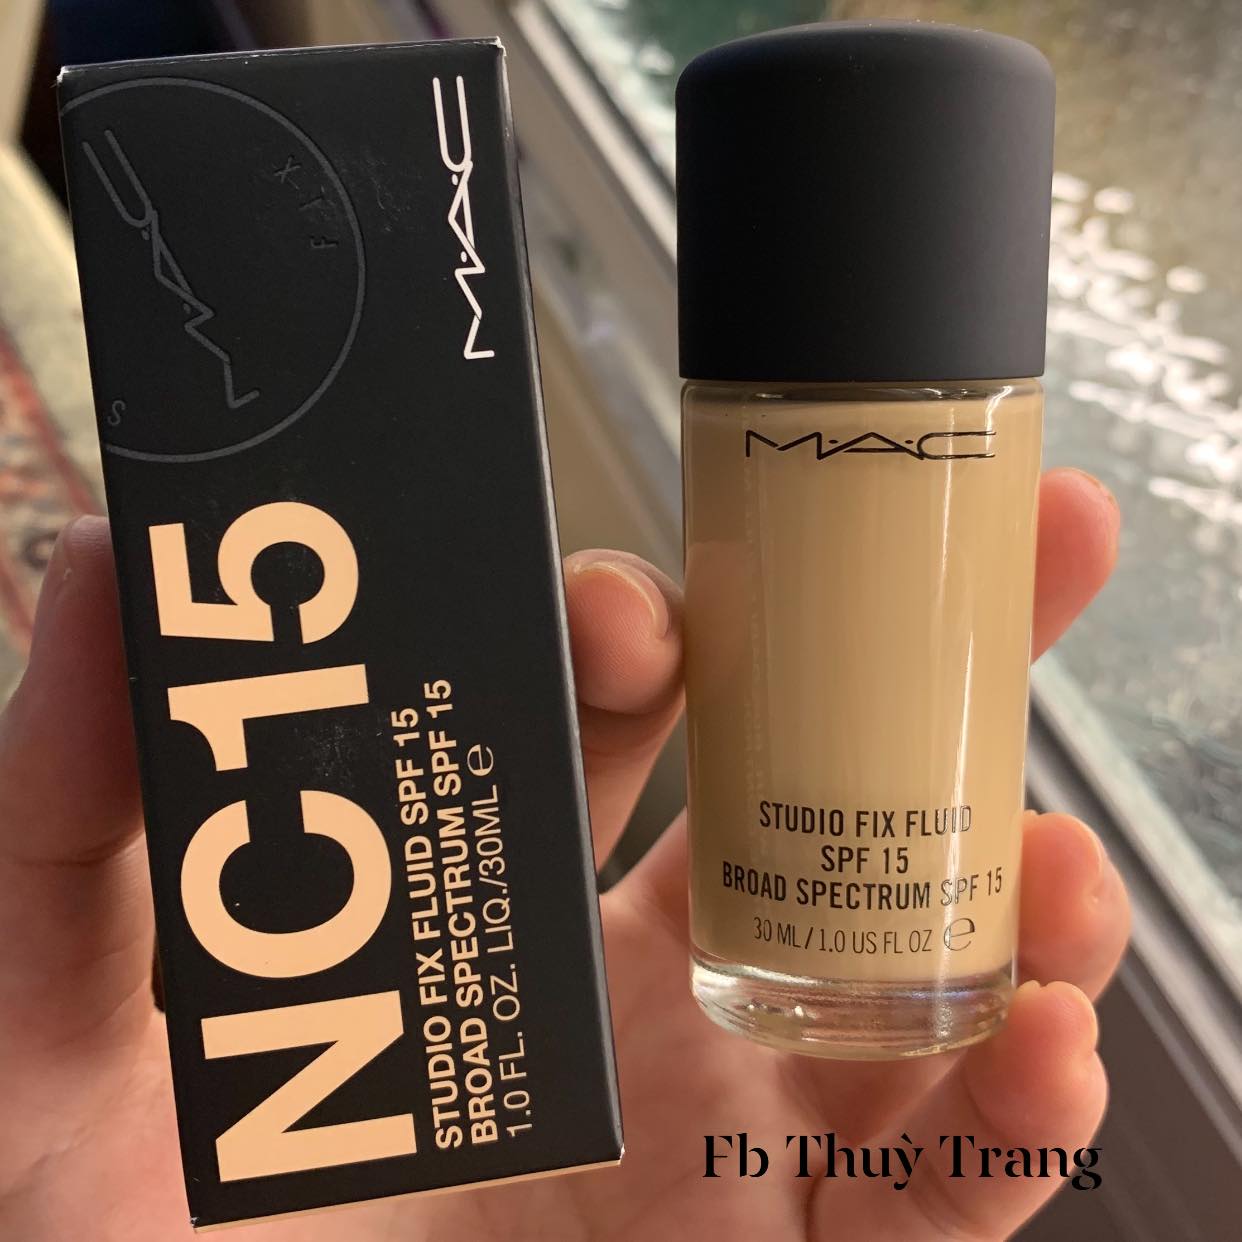 M·A·C
FIX
S
M·A·C
NC15
STUDIO FIX FLUID SPF 15
BROAD SPECTRUM SPF 15
1.0 FL. OZ. LIQ./30ML ℮
M·A·C
STUDIO FIX FLUID
SPF 15
BROAD SPECTRUM SPF 15
30 ML / 1.0 US FL OZ ℮
Fb Thuỳ Trang